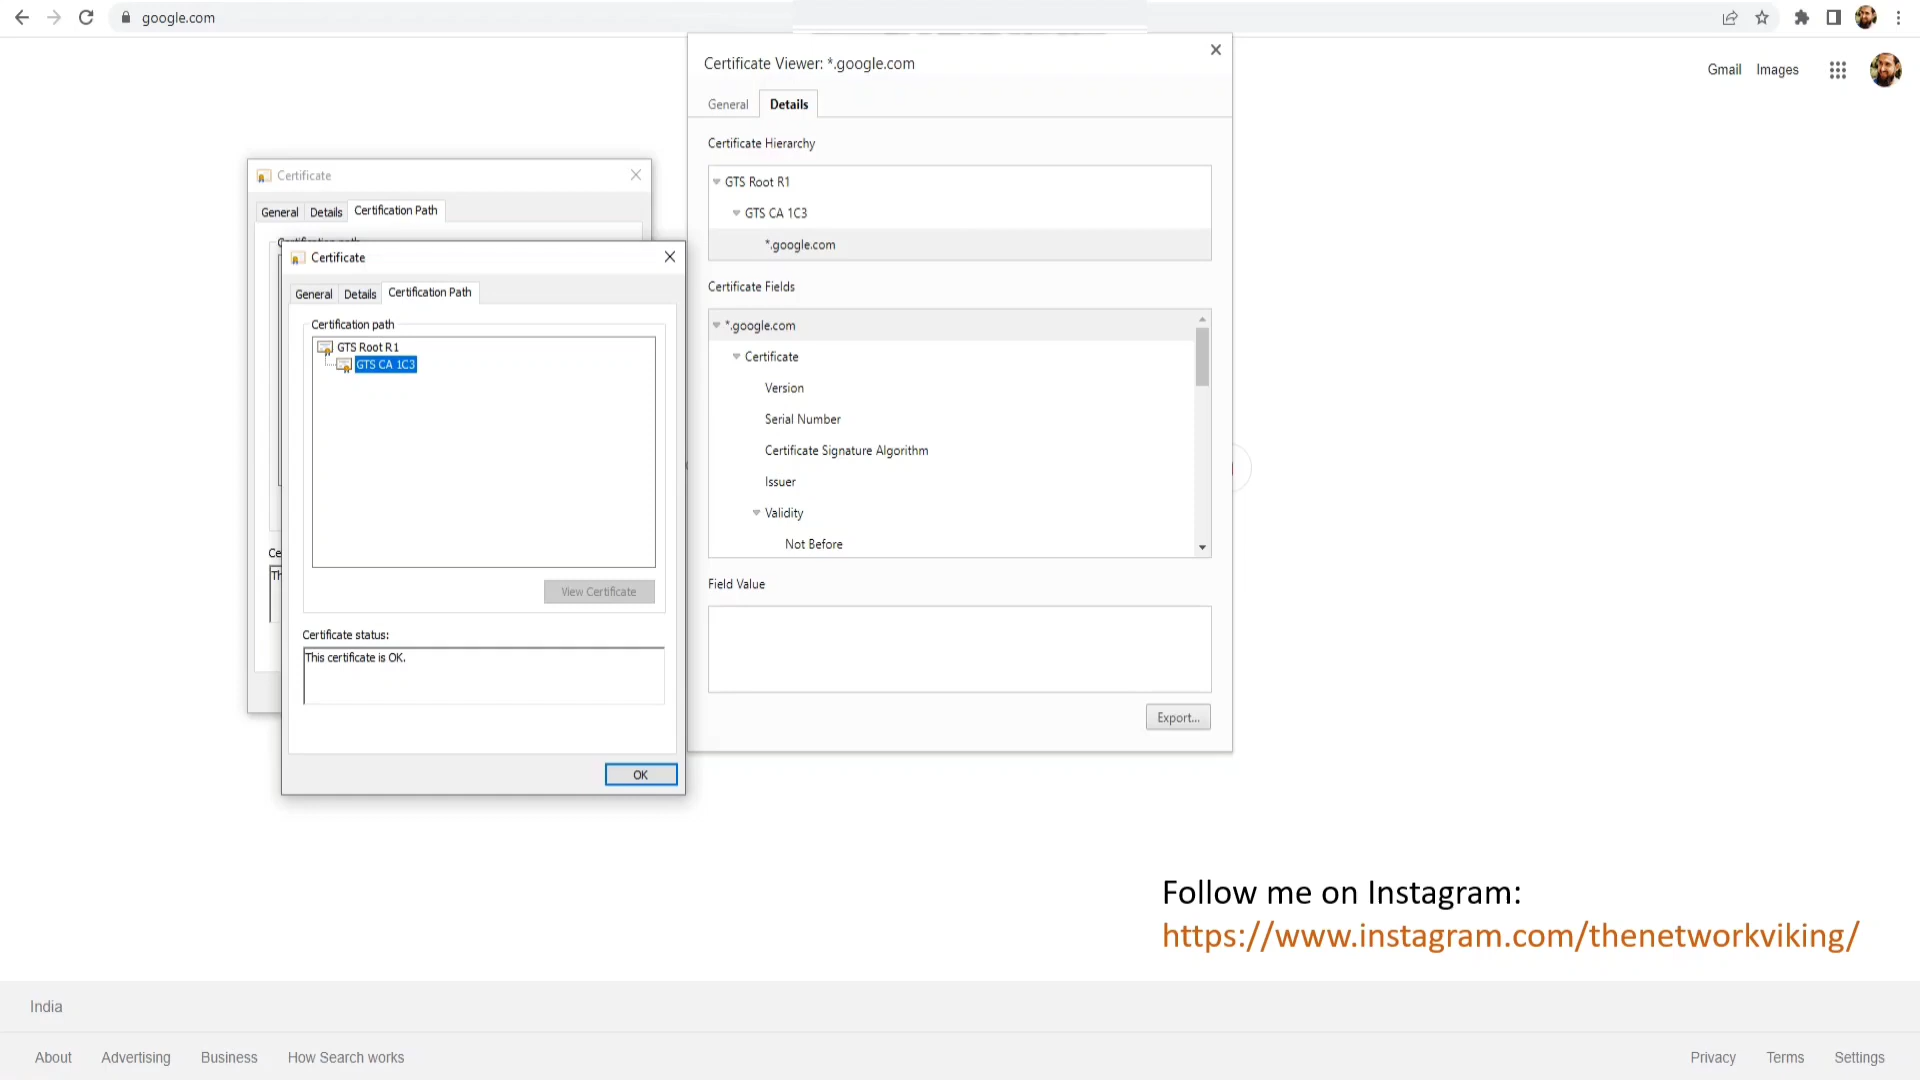 google.com
Gmail Images
Certificate Viewer: *.google.com
General Details
Certificate Hierarchy
GTS Root R1
GTS CA 1C3
*.google.com
Certificate Fields
*.google.com
Certificate
Version
Serial Number
Certificate Signature Algorithm
Issuer
Validity
Not Before
Field Value
Export...
Certificate
General Details Certification Path
Certification path
Ce
Th
Certificate
General Details Certification Path
Certification path
GTS Root R1
GTS CA 1C3
View Certificate
Certificate status:
This certificate is OK.
OK
Follow me on Instagram:
https://www.instagram.com/thenetworkviking/
India
About Advertising Business How Search works
Privacy Terms Settings